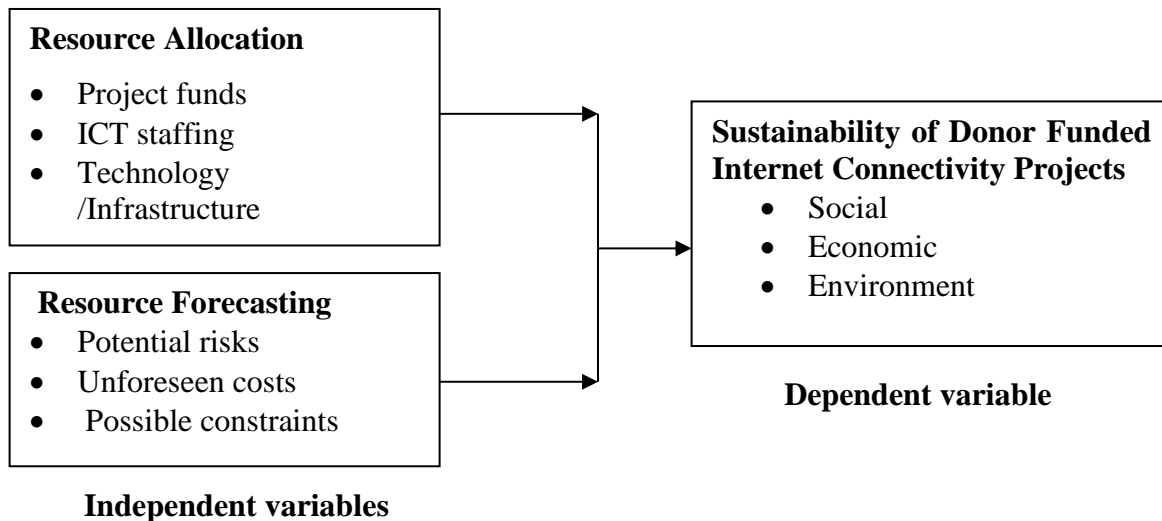 Resource Allocation
• Project funds
• ICT staffing
• Technology
/Infrastructure
Resource Forecasting
• Potential risks
• Unforeseen costs
• Possible constraints
Independent variables
Sustainability of Donor Funded
Internet Connectivity Projects
• Social
• Economic
• Environment
Dependent variable